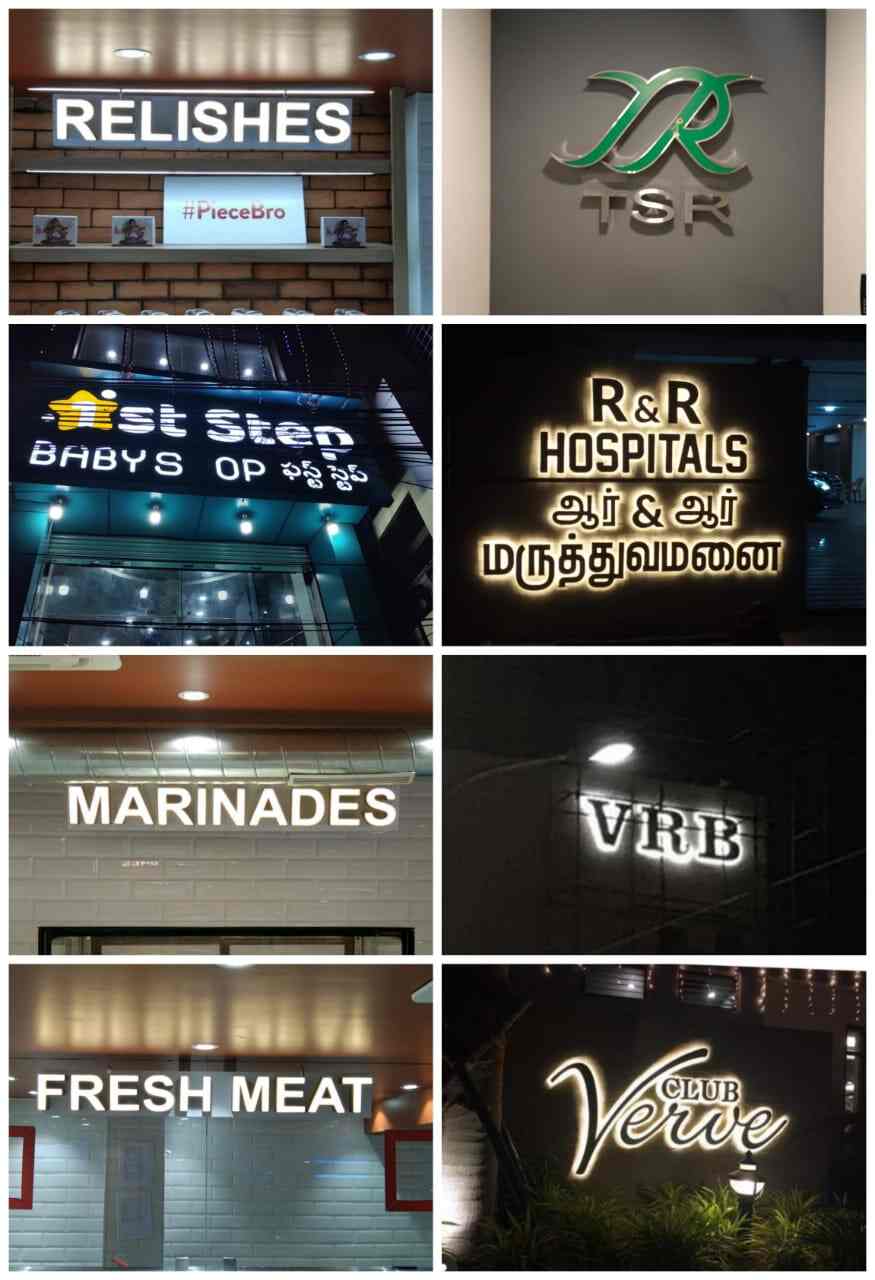 RELISHES
#PieceBro
TSR
1st Step
BABYS OP ఫస్ట్ స్టెప్
R & R
HOSPITALS
ஆர் & ஆர்
மருத்துவமனை
MARINADES
VRB
FRESH MEAT
CLUB
Verve